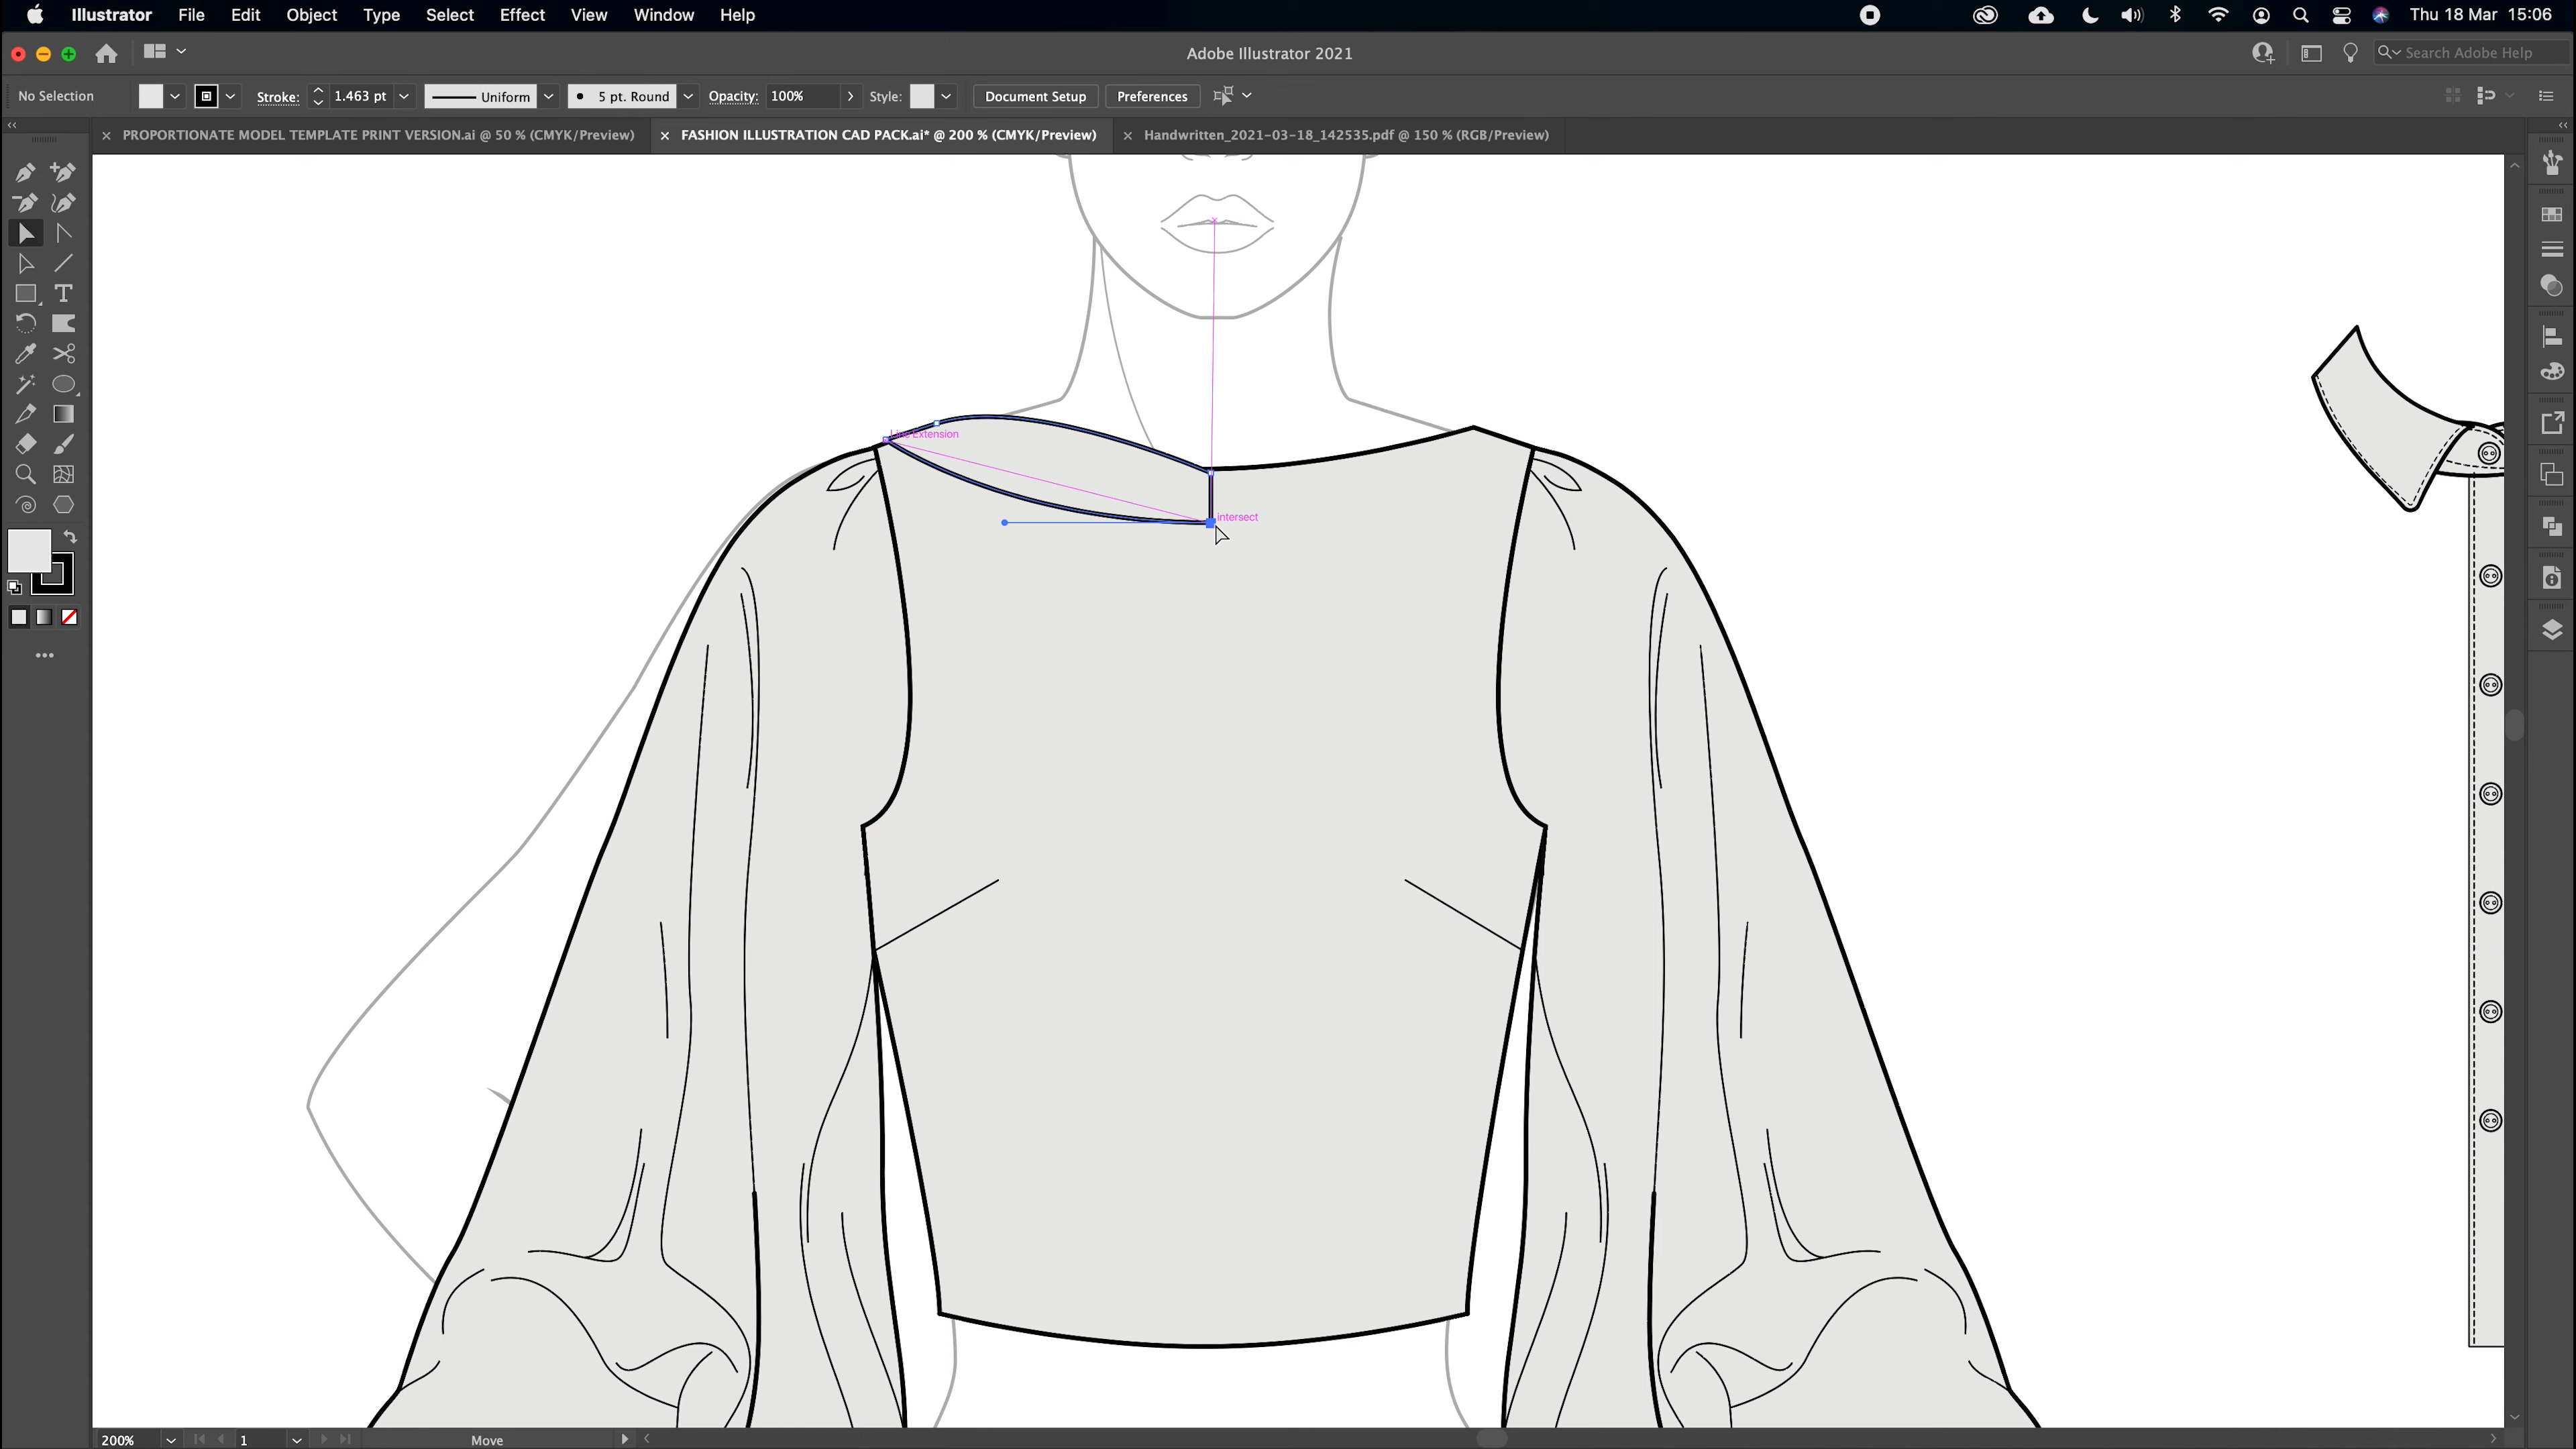 Illustrator File Edit Object Type Select Effect View Window Help Thu 18 Mar 15:06
Adobe Illustrator 2021 Search Adobe Help
No Selection Stroke: 1.463 pt Uniform 5 pt. Round Opacity: 100% Style: Document Setup Preferences
PROPORTIONATE MODEL TEMPLATE PRINT VERSION.ai @ 50 % (CMYK/Preview) FASHION ILLUSTRATION CAD PACK.ai* @ 200 % (CMYK/Preview) Handwritten_2021-03-18_142535.pdf @ 150 % (RGB/Preview)
Line Extension
intersect
200% 1 Move